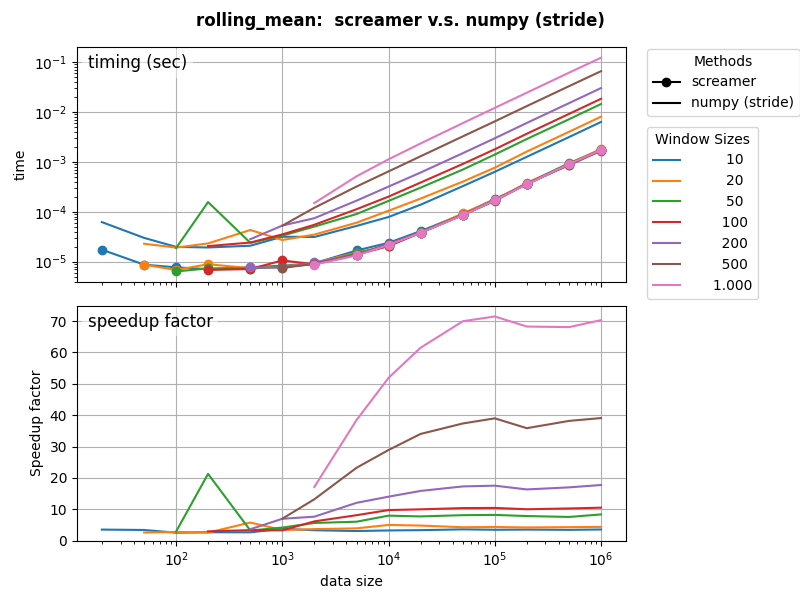 rolling_mean:  screamer v.s. numpy (stride)
timing (sec)
time
10⁻¹
10⁻²
10⁻³
10⁻⁴
10⁻⁵
Methods
screamer
numpy (stride)
Window Sizes
10
20
50
100
200
500
1.000
speedup factor
Speedup factor
70
60
50
40
30
20
10
0
10² 10³ 10⁴ 10⁵ 10⁶
data size